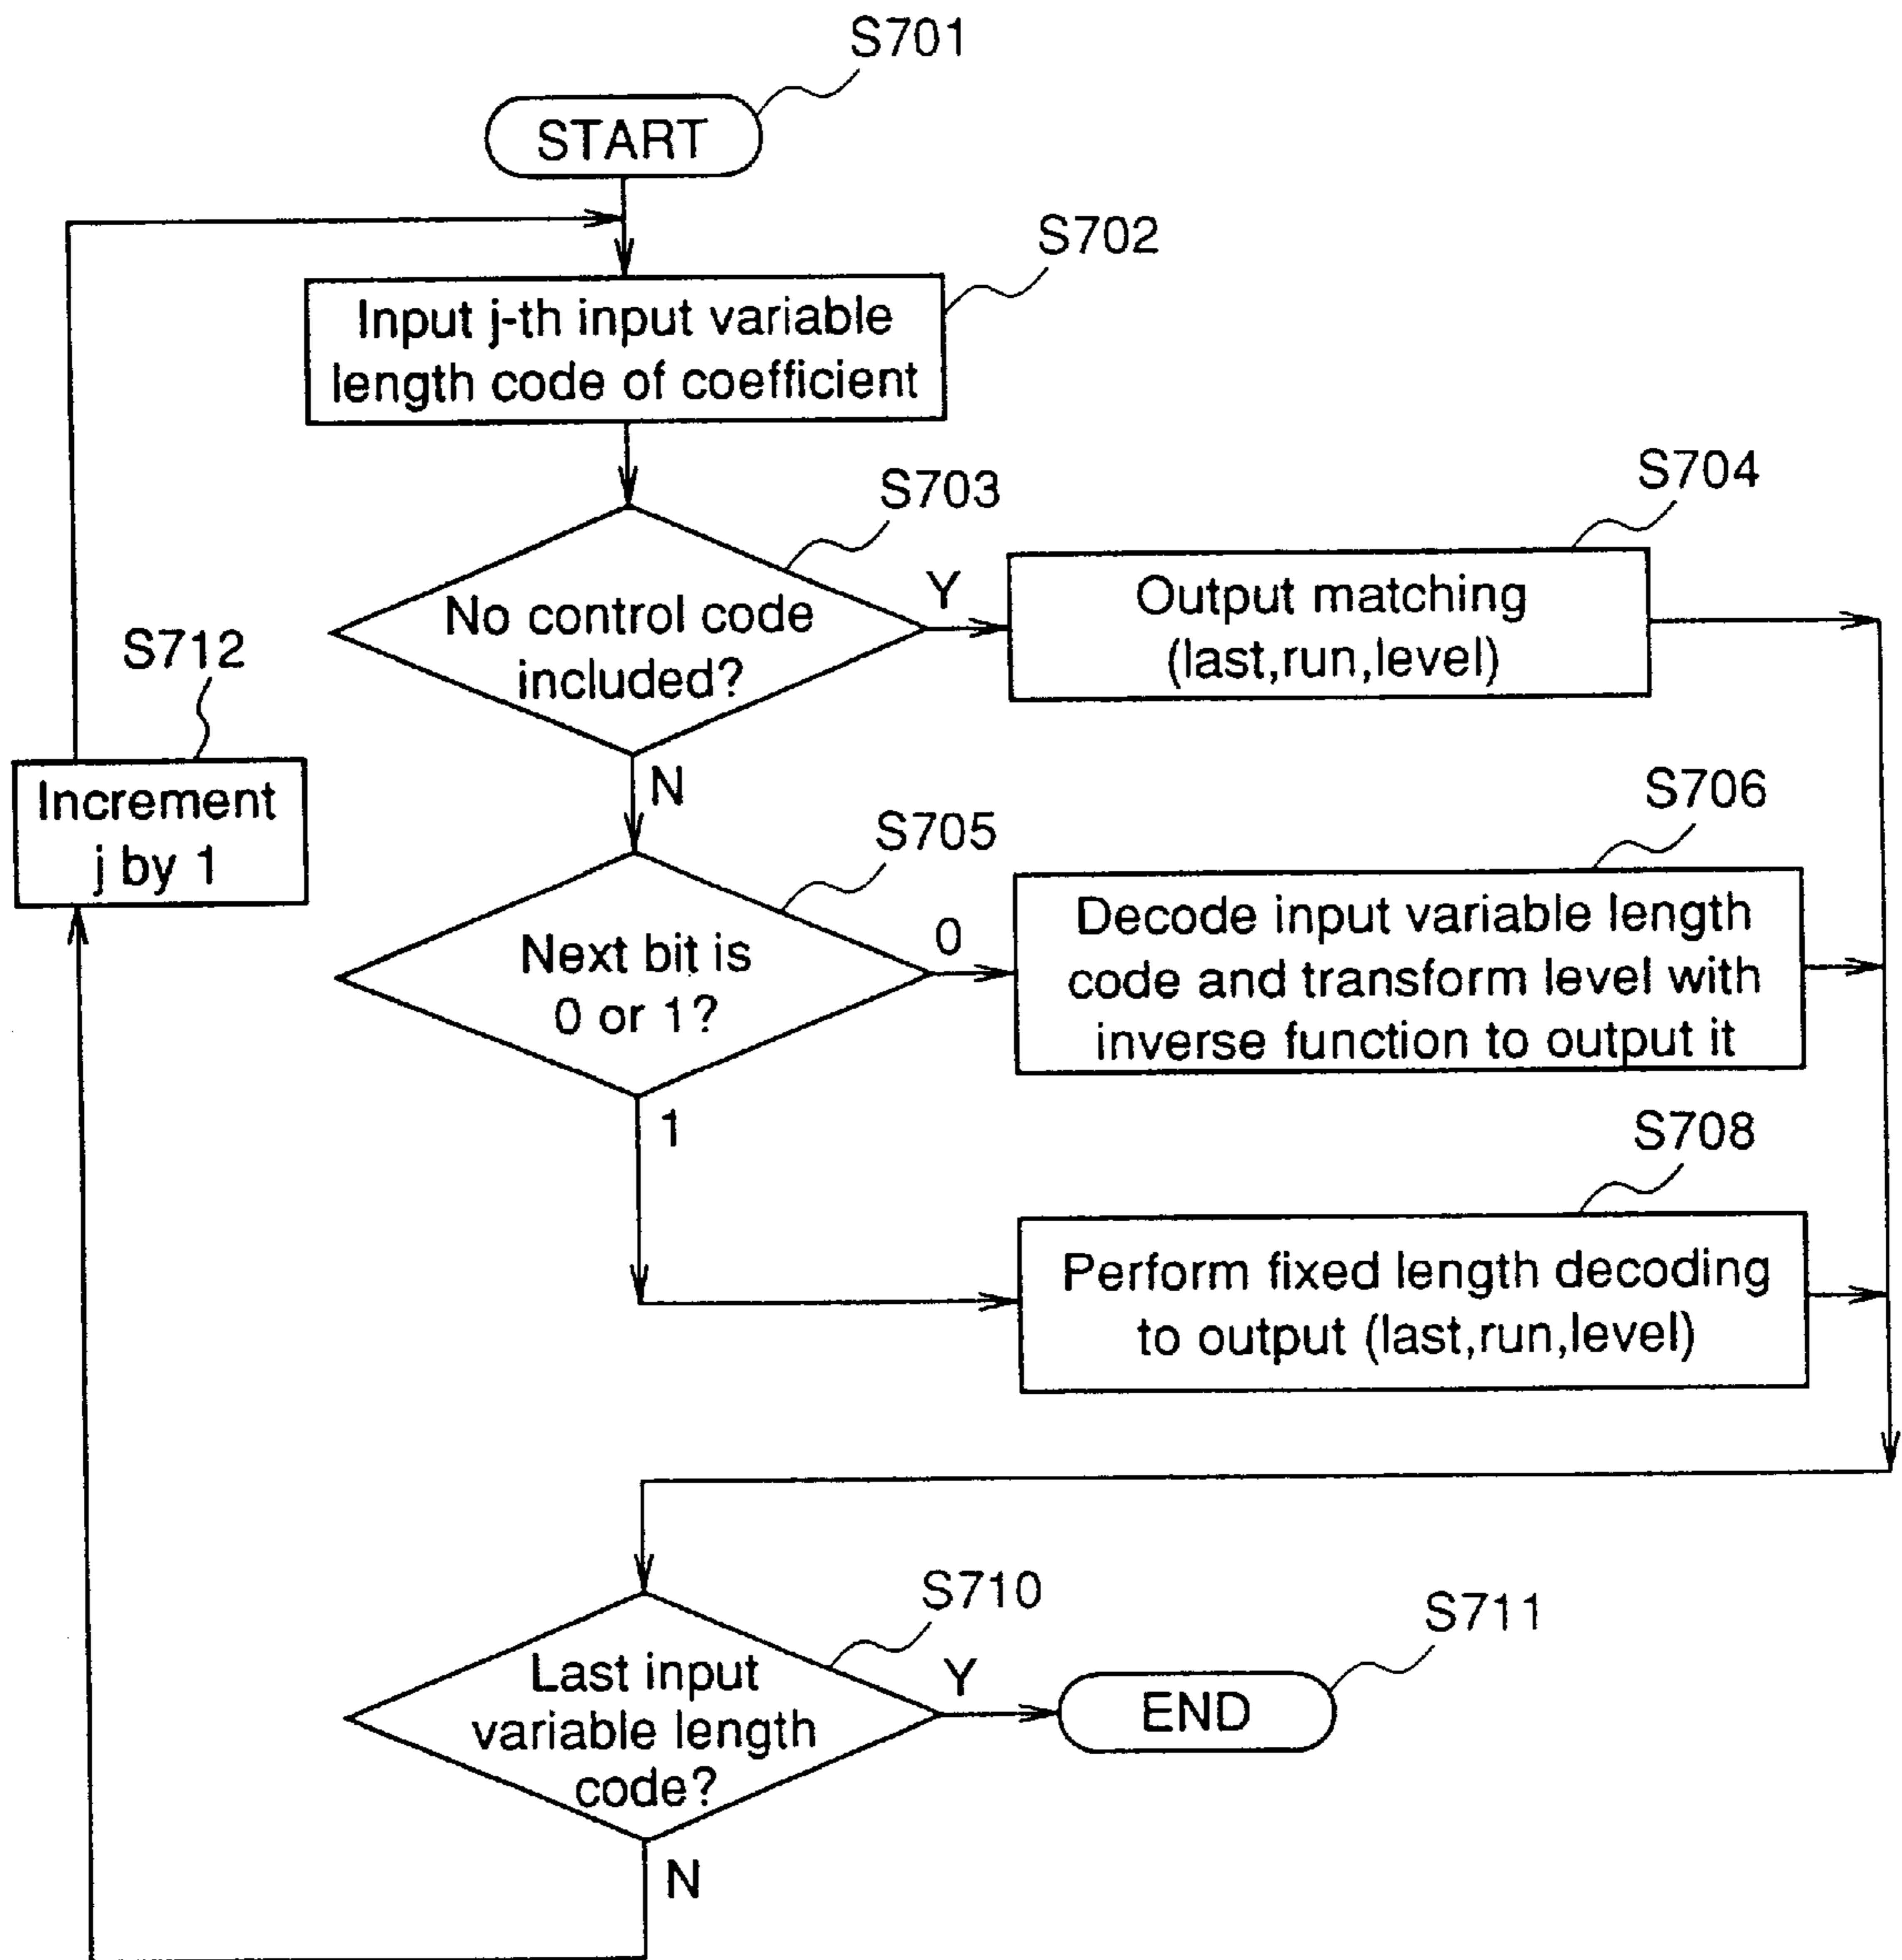 S701
START
S702
Input j-th input variable
length code of coefficient
S703
No control code
included?
Y
S704
Output matching
(last,run,level)
N
S712
Increment
j by 1
S705
Next bit is
0 or 1?
0
S706
Decode input variable length
code and transform level with
inverse function to output it
1
S708
Perform fixed length decoding
to output (last,run,level)
S710
Last input
variable length
code?
Y
S711
END
N